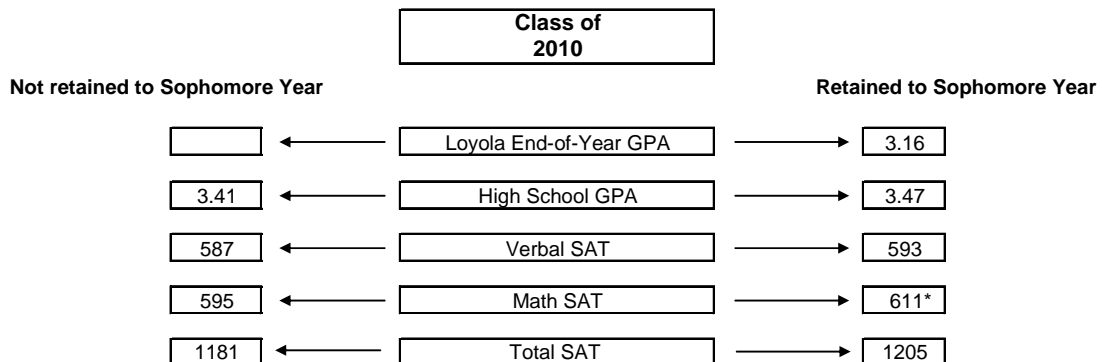 Class of
2010
Not retained to Sophomore Year
Retained to Sophomore Year
Loyola End-of-Year GPA
3.16
3.41
High School GPA
3.47
587
Verbal SAT
593
595
Math SAT
611*
1181
Total SAT
1205